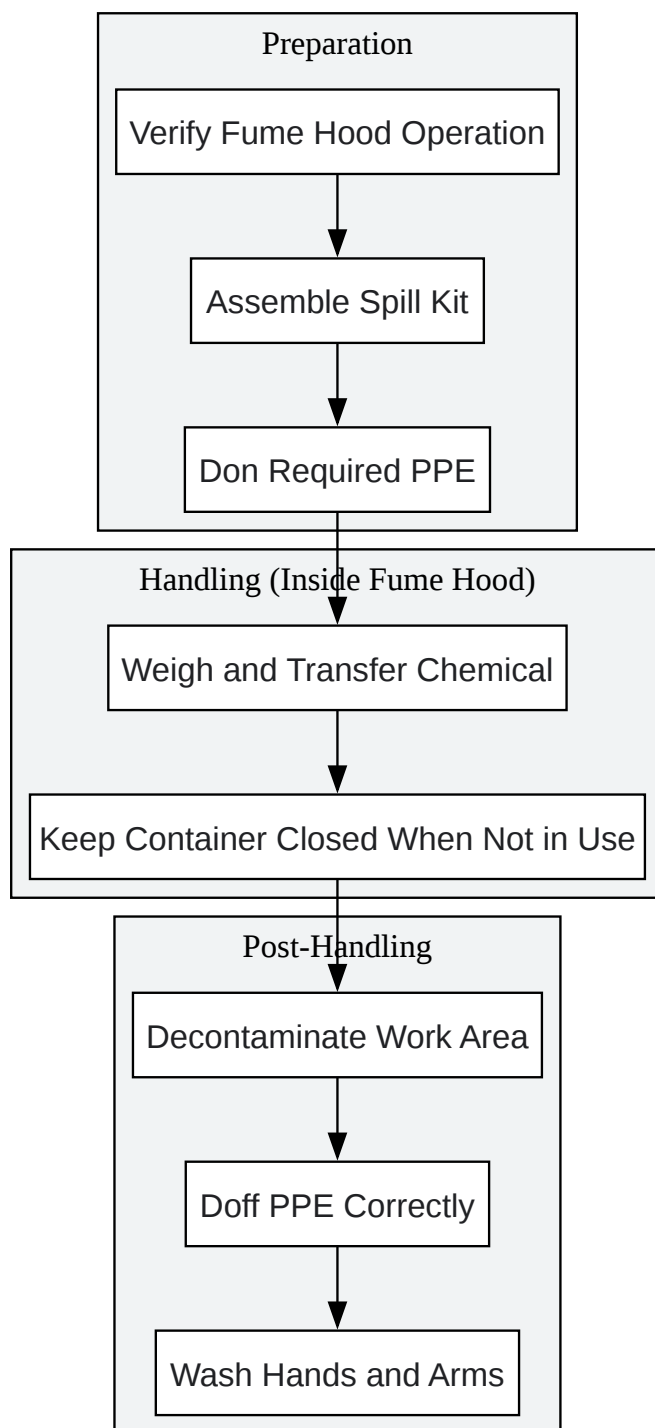 Preparation
Verify Fume Hood Operation
Assemble Spill Kit
Don Required PPE
Handling (Inside Fume Hood)
Weigh and Transfer Chemical
Keep Container Closed When Not in Use
Post-Handling
Decontaminate Work Area
Doff PPE Correctly
Wash Hands and Arms